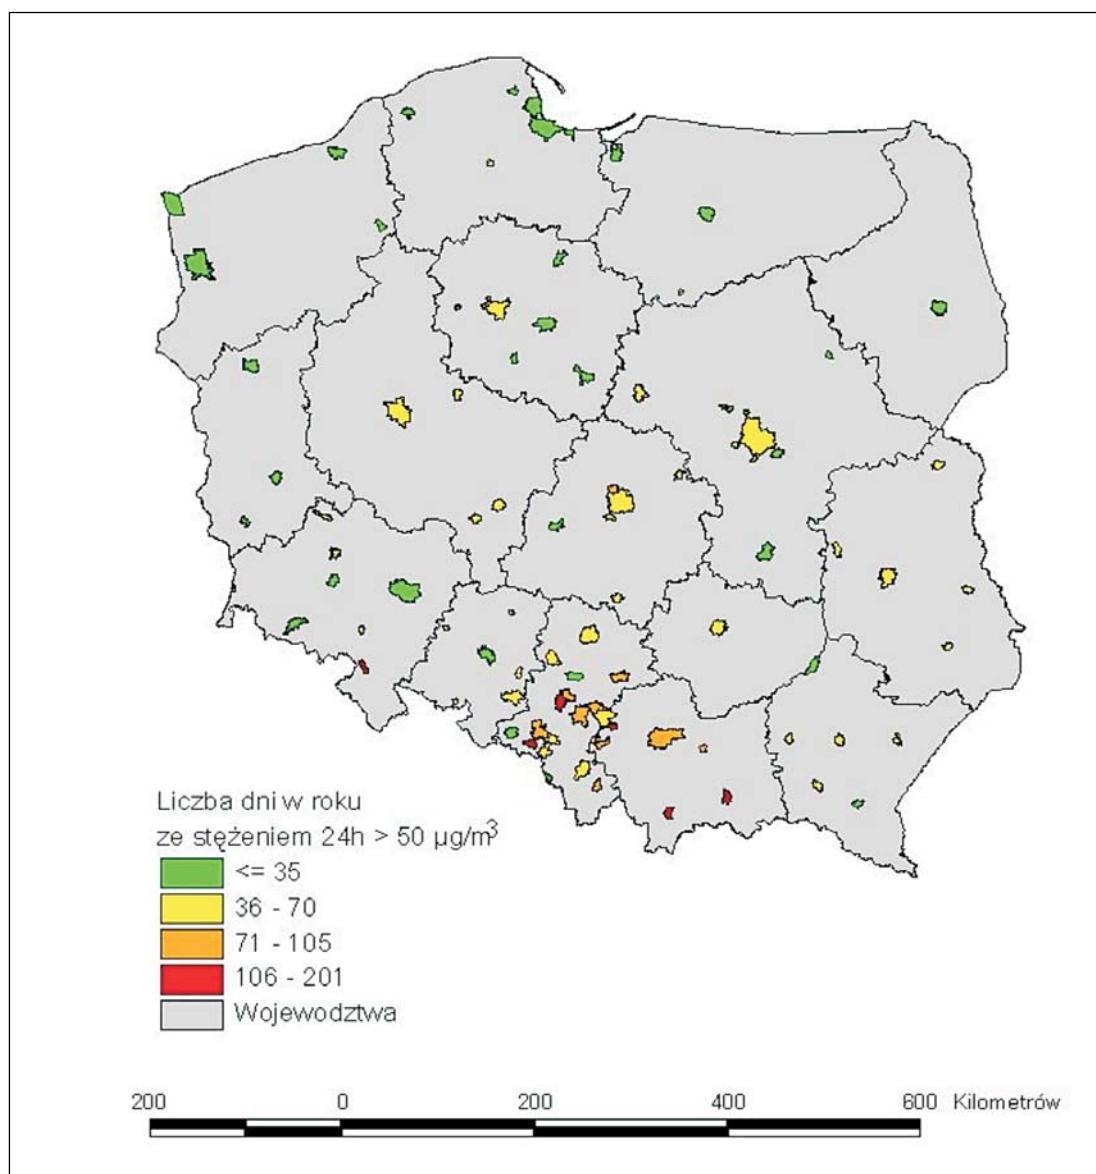 Liczba dni w roku
ze stężeniem 24h > 50 µg/m³
<= 35
36 - 70
71 - 105
106 - 201
Wojewodztwa
200 0 200 400 600 Kilometrów